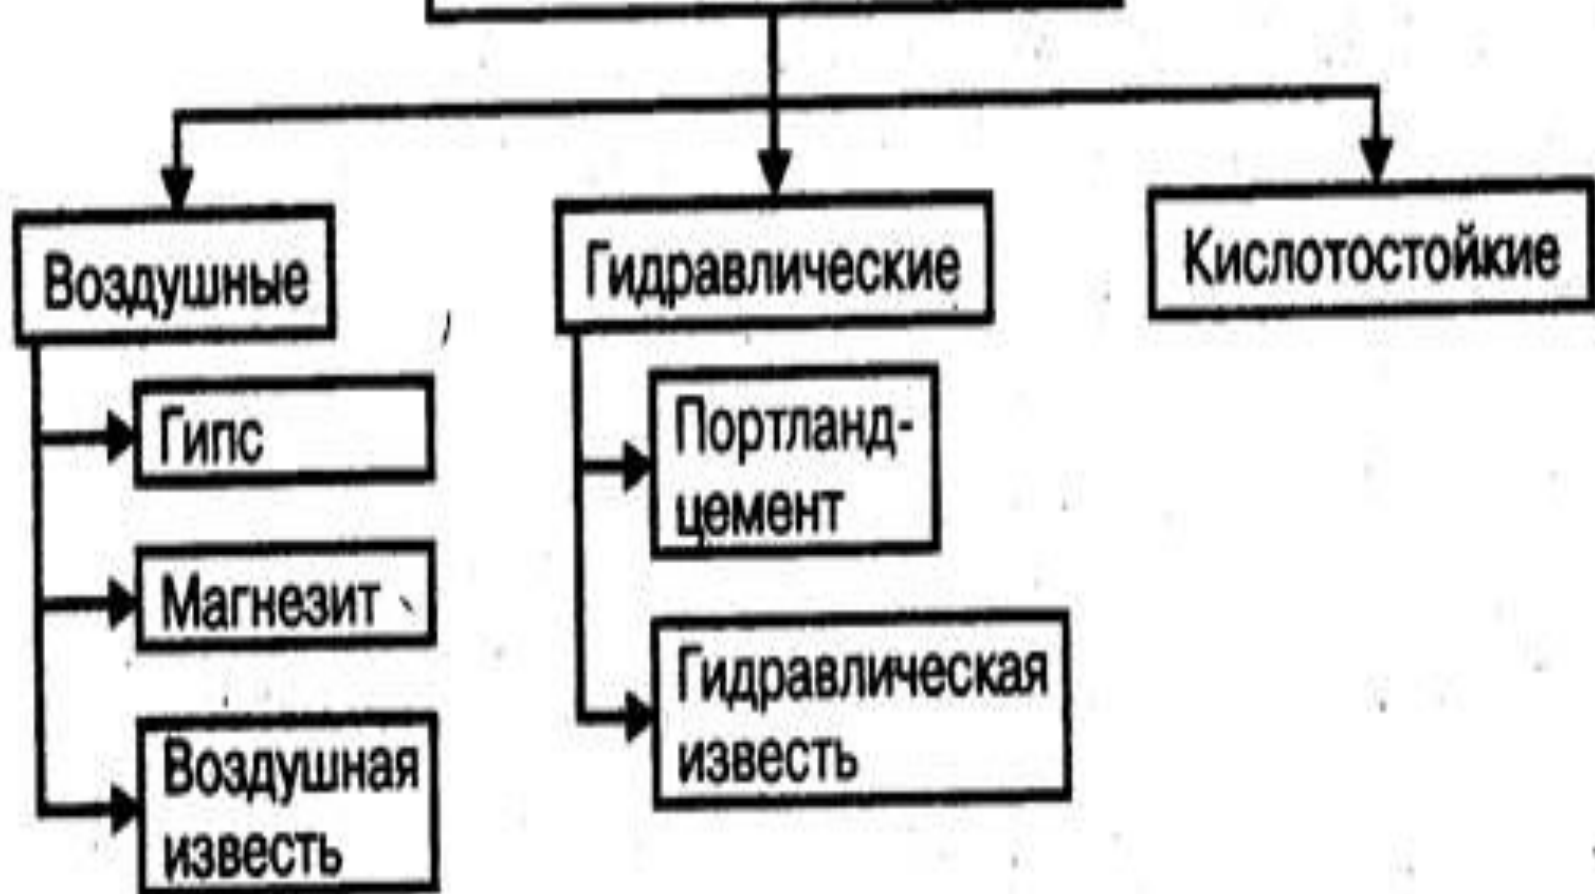 Воздушные
Гидравлические
Кислотостойкие
Гипс
Магнезит
Воздушная
известь
Портланд-
цемент
Гидравлическая
известь